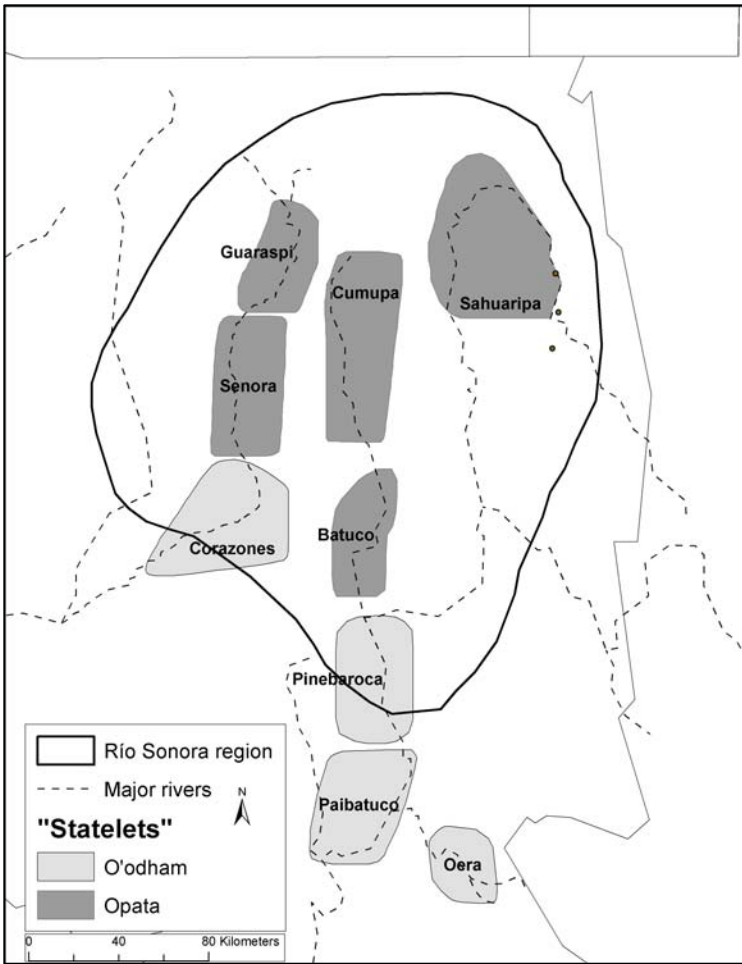 Guaraspi
Cumupa
Sahuaripa
Senora
Corazones
Batuco
Pinebaroca
Paibatuco
Oera
Río Sonora region
Major rivers
N
"Statelets"
O'odham
Opata
0 40 80 Kilometers